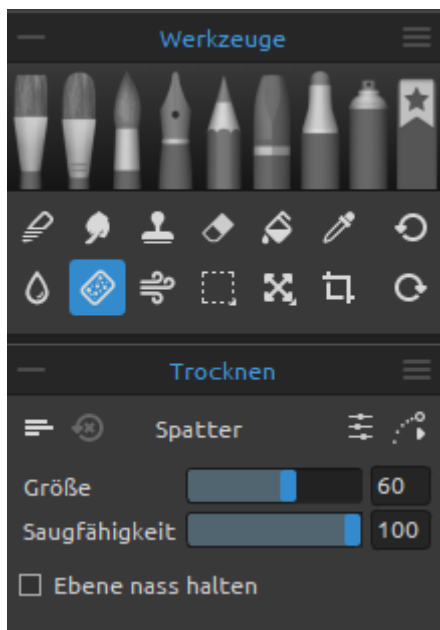 Werkzeuge
Trocknen
Spatter
Größe 60
Saugfähigkeit 100
Ebene nass halten